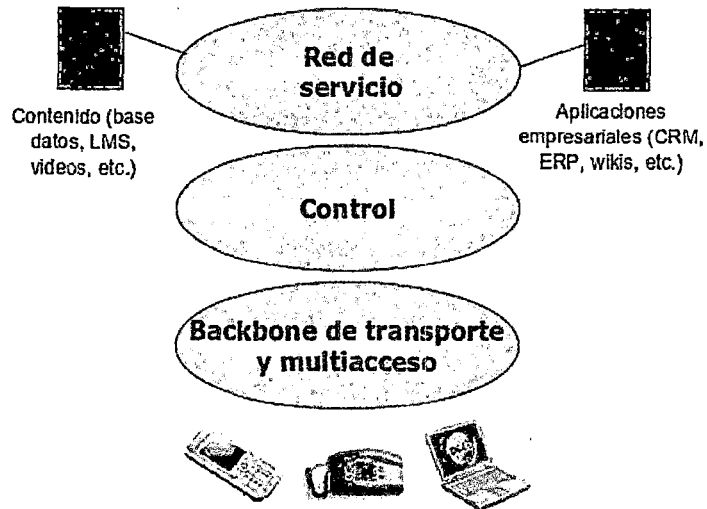 Red de
servicio
Contenido (base
datos, LMS,
videos, etc.)
Aplicaciones
empresariales (CRM,
ERP, wikis, etc.)
Control
Backbone de transporte
y multiacceso